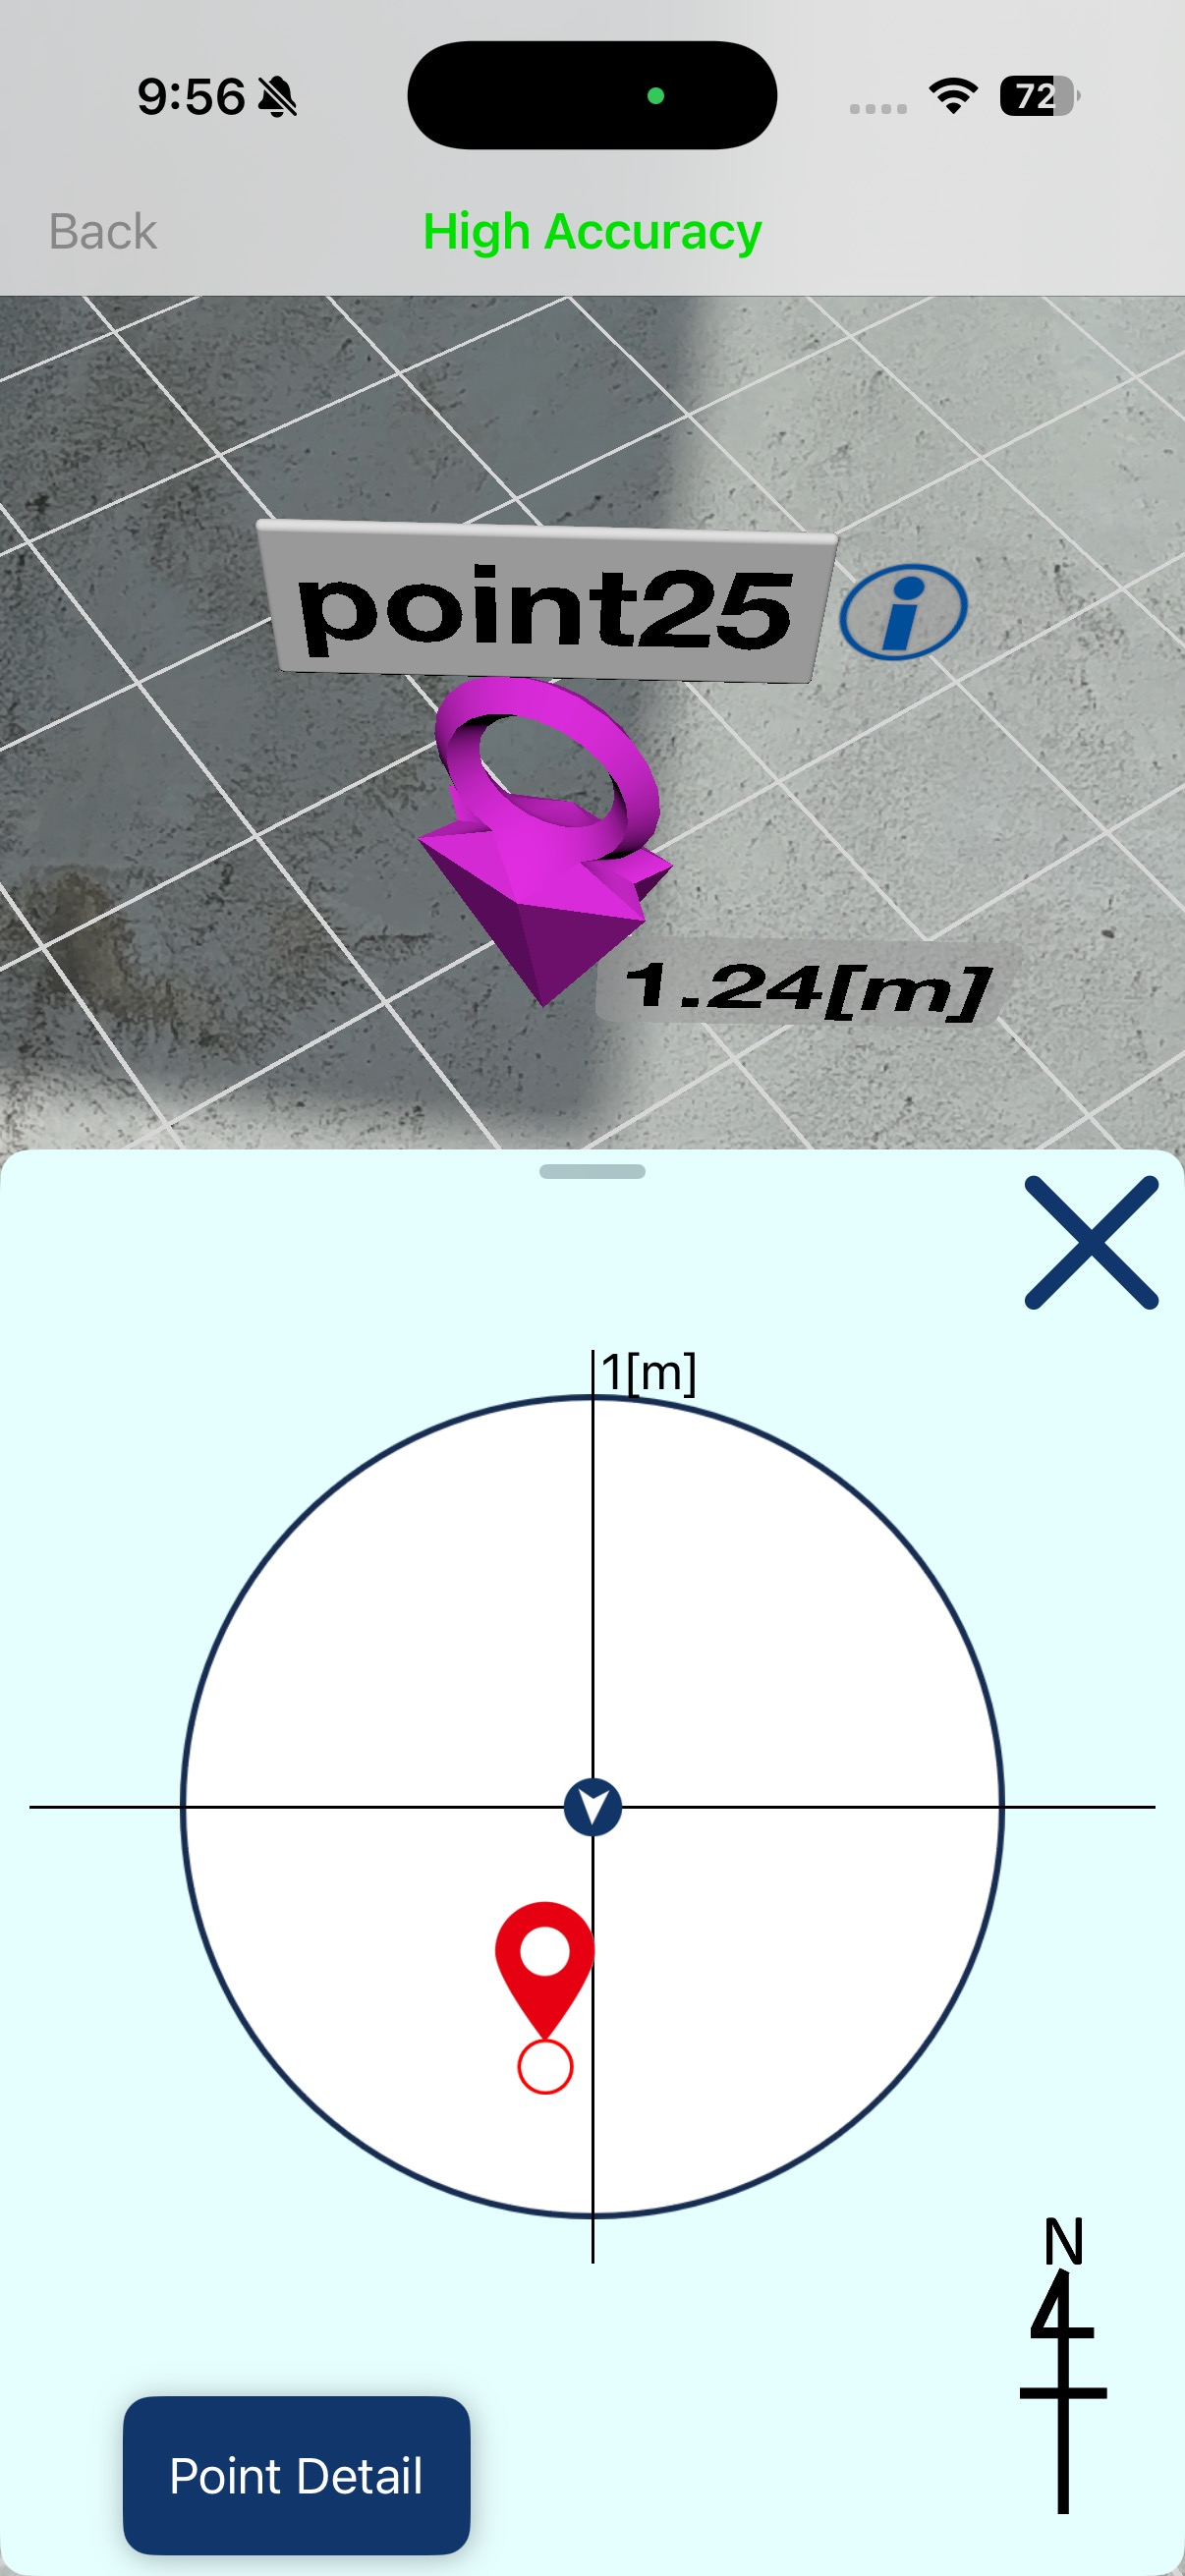 9:56
72
Back
High Accuracy
point25
1.24[m]
1[m]
N
Point Detail